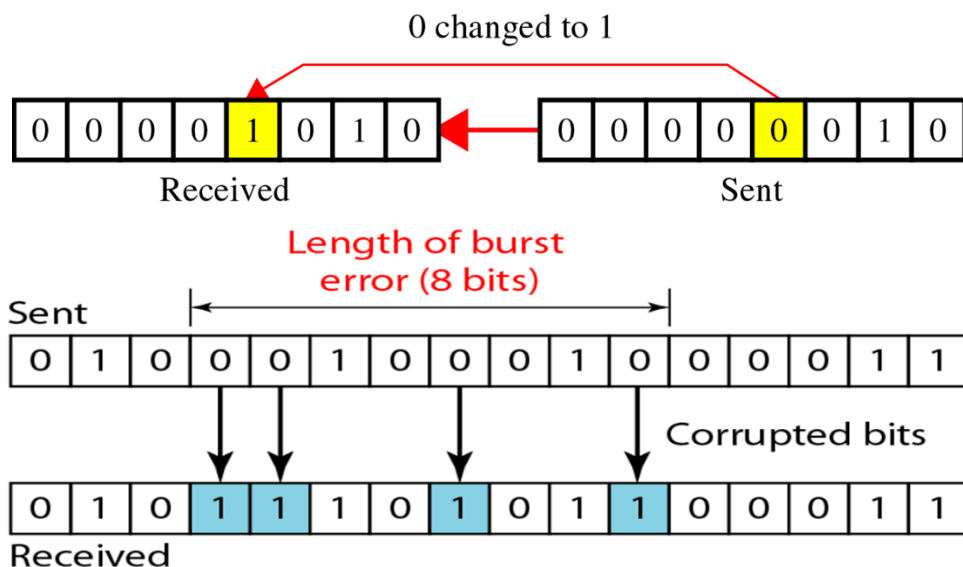 0 changed to 1
0 0 0 0 1 0 1 0 0 0 0 0 0 0 1 0
Received Sent
Length of burst
error (8 bits)
Sent
0 1 0 0 0 1 0 0 0 1 0 0 0 0 1 1
Corrupted bits
0 1 0 1 1 1 0 1 0 1 1 0 0 0 1 1
Received